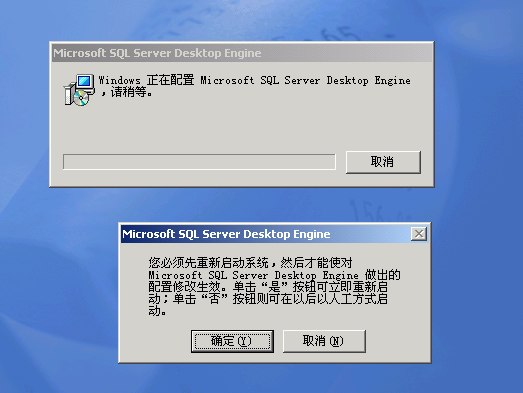 Microsoft SQL Server Desktop Engine
Windows 正在配置 Microsoft SQL Server Desktop Engine
，请稍等。
取消
Microsoft SQL Server Desktop Engine
您必须先重新启动系统，然后才能使对
Microsoft SQL Server Desktop Engine 做出的
配置修改生效。单击“是”按钮可立即重新启
动；单击“否”按钮则可在以后以人工方式启
动。
确定(Y)
取消(N)